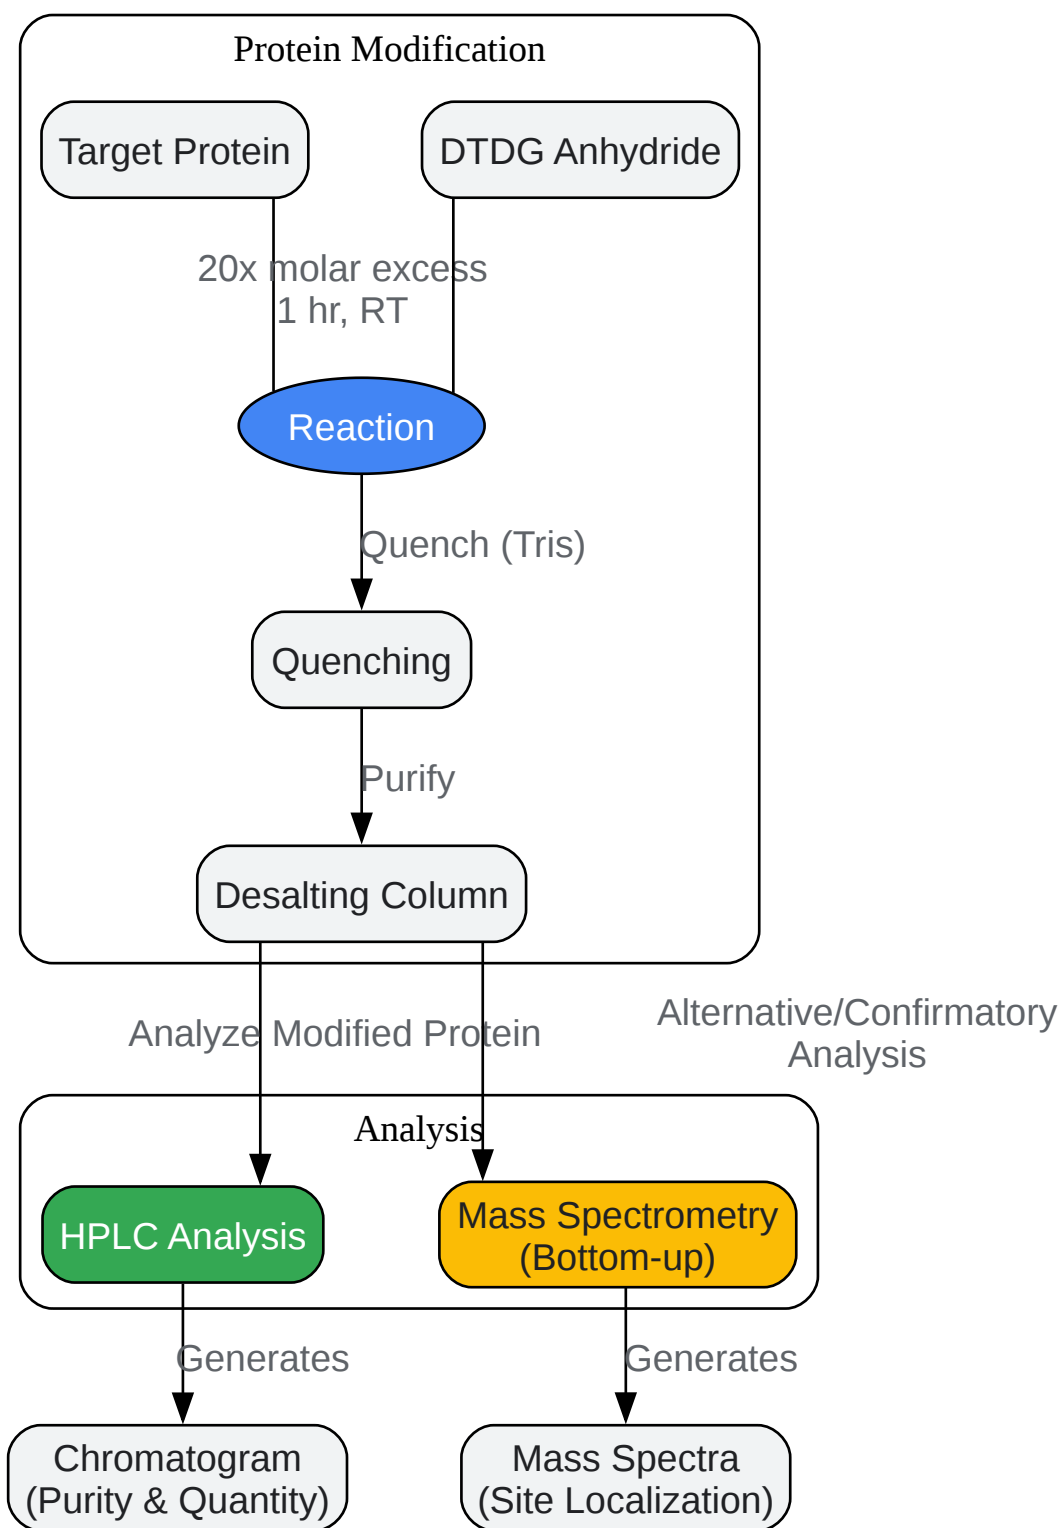 Protein Modification
Target Protein
DTDG Anhydride
20x molar excess
1 hr, RT
Reaction
Quench (Tris)
Quenching
Purify
Desalting Column
Analyze Modified Protein
Alternative/Confirmatory
Analysis
Analysis
HPLC Analysis
Mass Spectrometry
(Bottom-up)
Generates
Generates
Chromatogram
(Purity & Quantity)
Mass Spectra
(Site Localization)